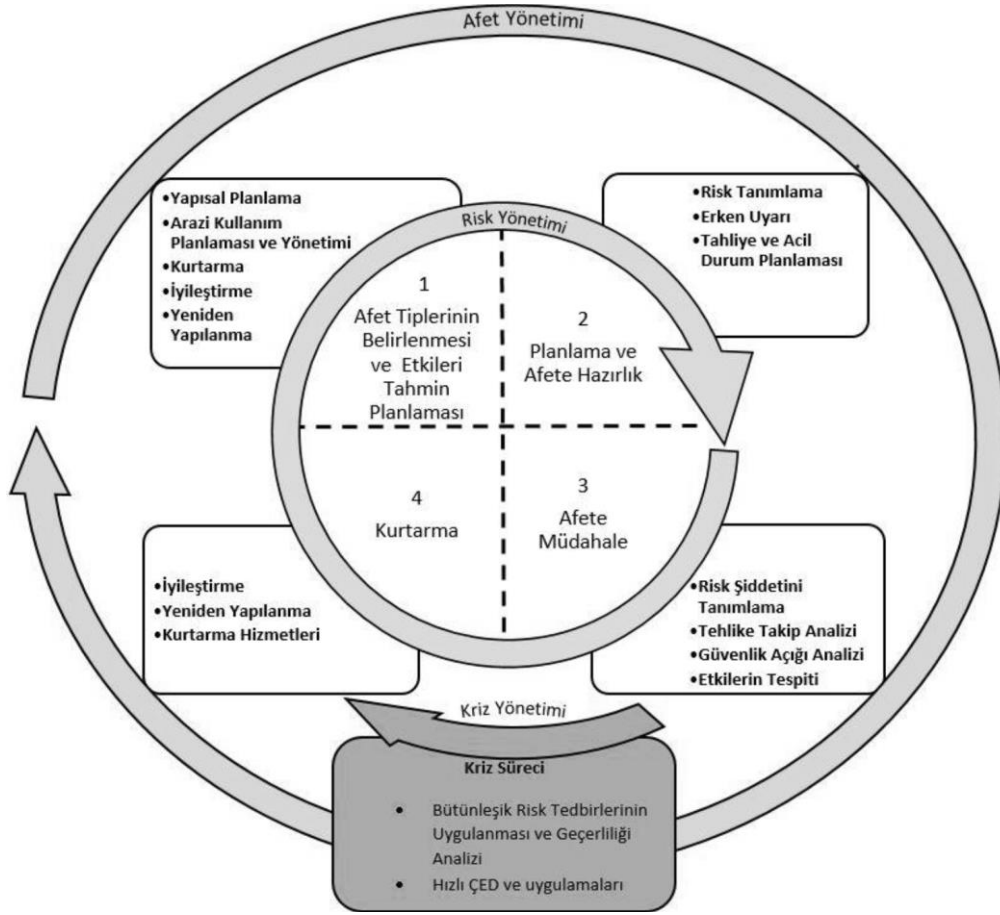 Afet Yönetimi
•Yapısal Planlama
•Arazi Kullanım
Planlaması ve Yönetimi
•Kurtarma
•İyileştirme
•Yeniden
Yapılanma
•Risk Tanımlama
•Erken Uyarı
•Tahliye ve Acil
Durum Planlaması
Risk Yönetimi
1
Afet Tiplerinin
Belirlenmesi
ve Etkileri
Tahmin
Planlaması
2
Planlama ve
Afete Hazırlık
4
Kurtarma
3
Afete
Müdahale
•İyileştirme
•Yeniden Yapılanma
•Kurtarma Hizmetleri
•Risk Şiddetini
Tanımlama
•Tehlike Takip Analizi
•Güvenlik Açığı Analizi
•Etkilerin Tespiti
Kriz Yönetimi
Kriz Süreci
• Bütünleşik Risk Tedbirlerinin
Uygulanması ve Geçerliliği
Analizi
• Hızlı ÇED ve uygulamaları